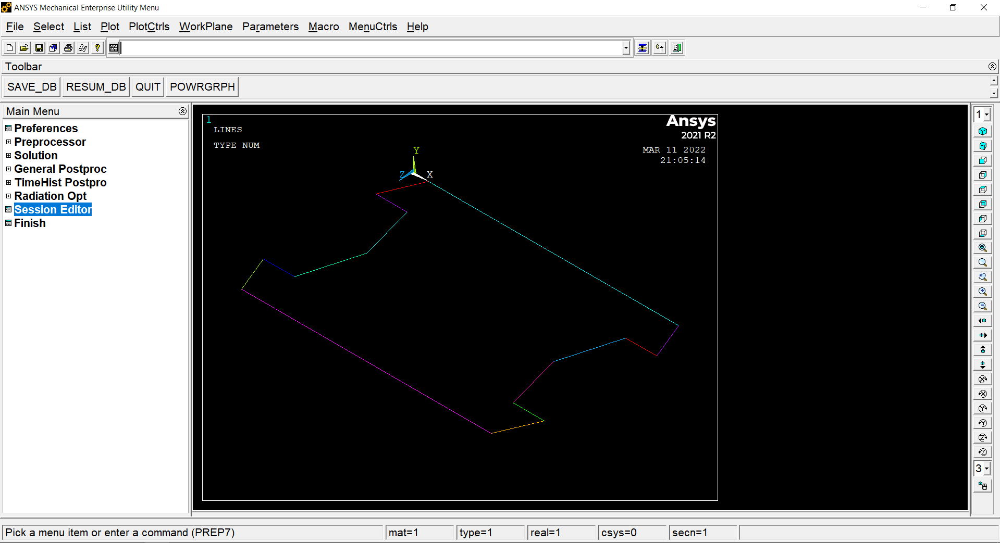 ANSYS Mechanical Enterprise Utility Menu
File Select List Plot PlotCtrls WorkPlane Parameters Macro MenuCtrls Help
Toolbar
SAVE_DB RESUM_DB QUIT POWRGRPH
Main Menu
Preferences
Preprocessor
Solution
General Postproc
TimeHist Postpro
Radiation Opt
Session Editor
Finish
1
LINES
TYPE NUM
Ansys
2021 R2
MAR 11 2022
21:05:14
Y
Z X
1
3
Pick a menu item or enter a command (PREP7) mat=1 type=1 real=1 csys=0 secn=1